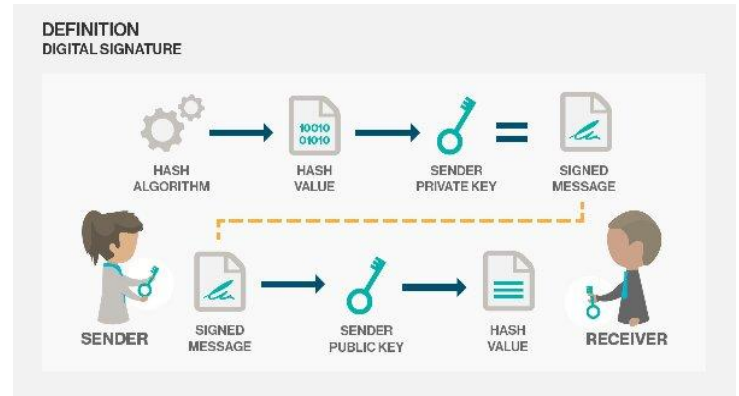 DEFINITION
DIGITAL SIGNATURE
10010
01010
HASH
ALGORITHM
HASH
VALUE
SENDER
PRIVATE KEY
SIGNED
MESSAGE
SENDER
SIGNED
MESSAGE
SENDER
PUBLIC KEY
HASH
VALUE
RECEIVER